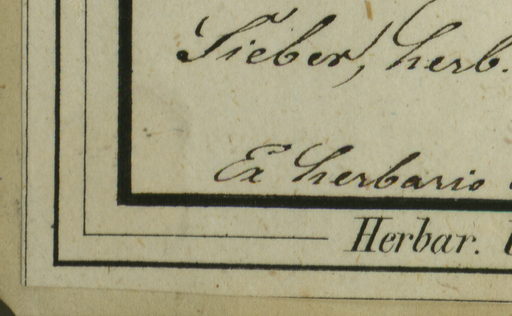 Sieber, herb.
Ex herbario
Herbar.